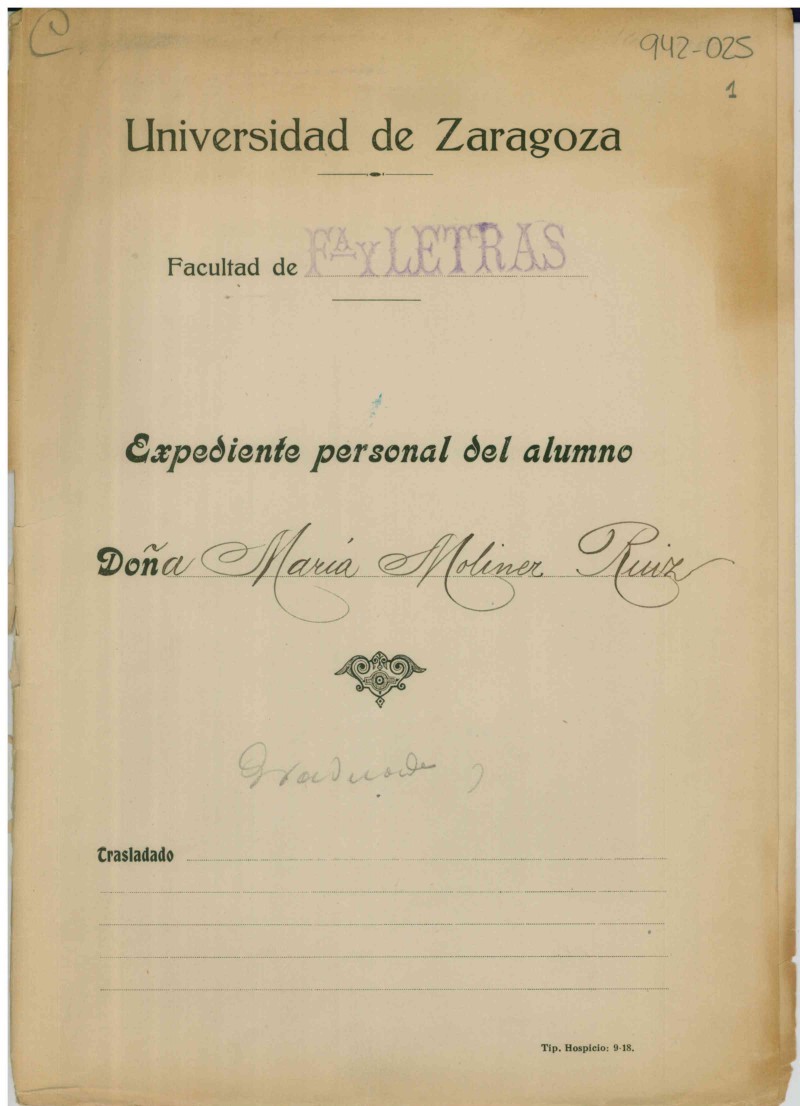 C
942-025
1
Universidad de Zaragoza
Facultad de Fª Y LETRAS
Expediente personal del alumno
Doña María Moliner Ruiz
Graduada
Trasladado
Tip. Hospicio: 9-18.